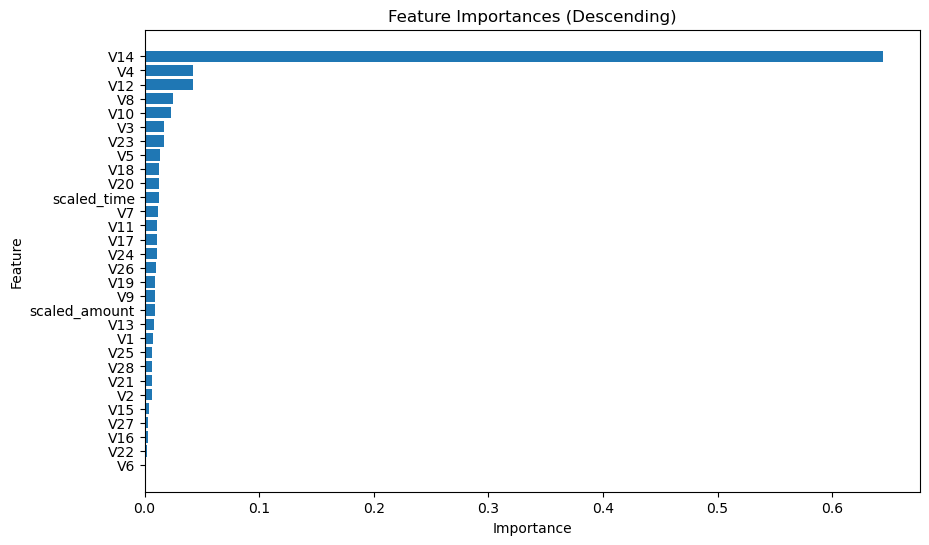 Feature Importances (Descending)
V14
V4
V12
V8
V10
V3
V23
V5
V18
V20
scaled_time
V7
V11
V17
V24
V26
V19
V9
scaled_amount
V13
V1
V25
V28
V21
V2
V15
V27
V16
V22
V6
Feature
0.0 0.1 0.2 0.3 0.4 0.5 0.6
Importance